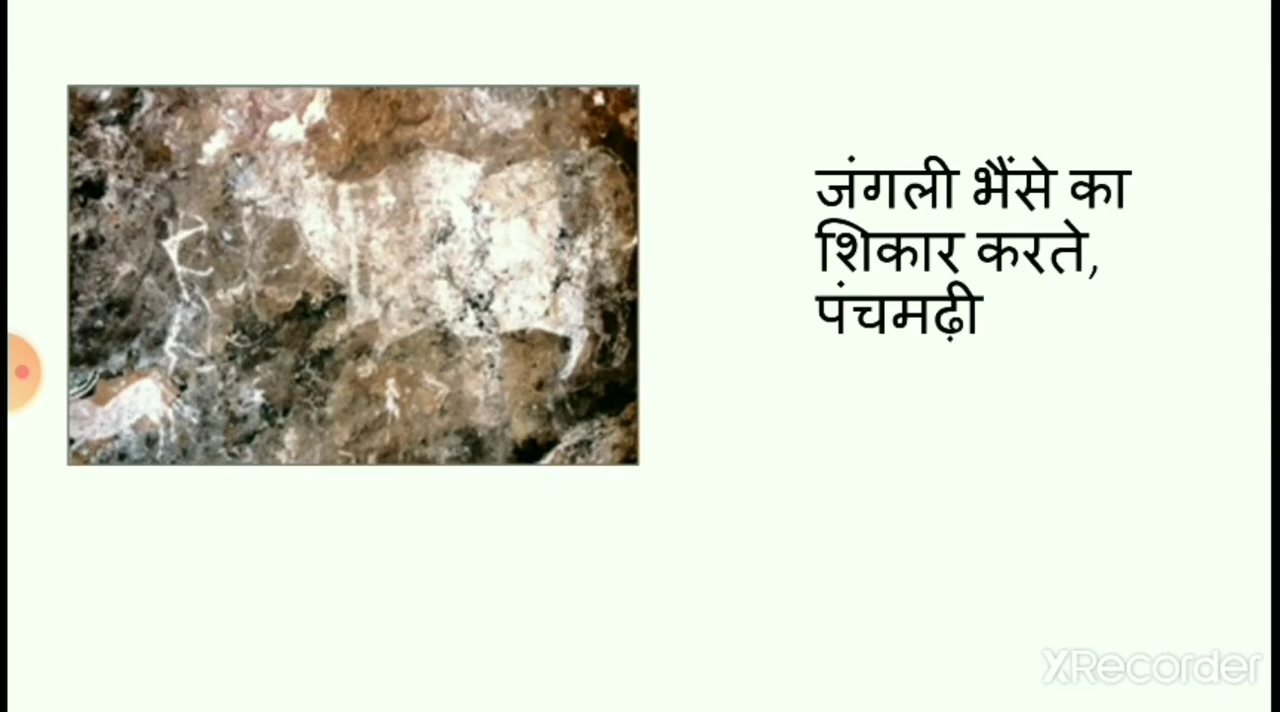 जंगली भैंसे का
शिकार करते,
पंचमढ़ी
XRecorder